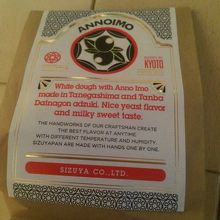 ANNOIMO
KYOTO
White dough with Anno Imo
made in Tanegashima and Tanba
Dainagon adzuki. Nice yeast flavor
and milky sweet taste.
THE HANDWORKS OF OUR CRAFTSMAN CREATE
THE BEST FLAVOR AT ANYTIME
WITH DIFFERENT TEMPERATURE AND HUMIDITY.
SIZUYAPAN ARE MADE WITH HANDS ONE BY ONE.
SIZUYA CO., LTD.